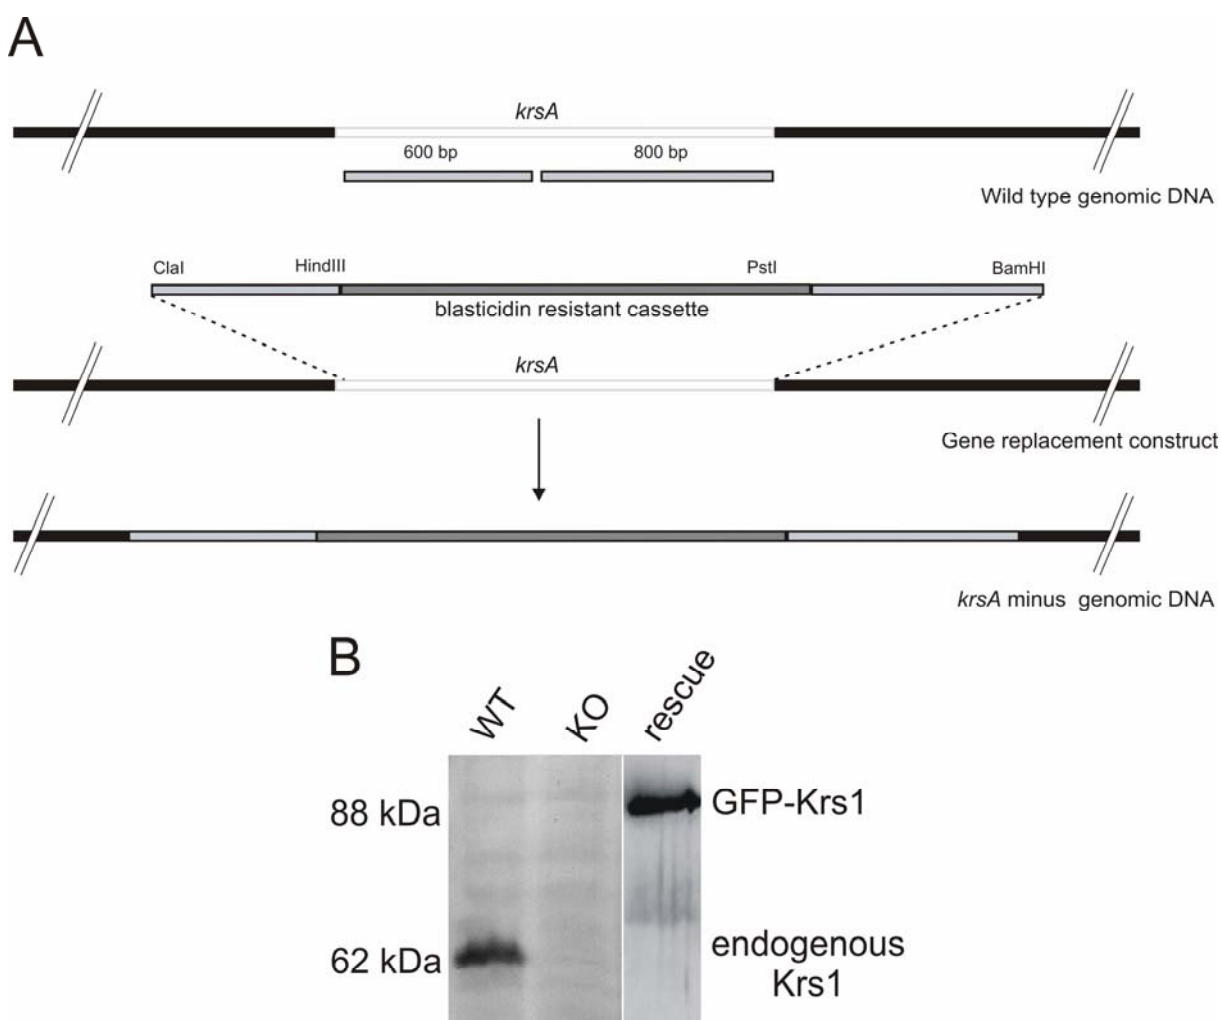 A
krsA
600 bp 800 bp
Wild type genomic DNA
ClaI HindIII PstI BamHI
blasticidin resistant cassette
krsA
Gene replacement construct
krsA minus genomic DNA
B
WT KO rescue
88 kDa GFP-Krs1
62 kDa endogenous
Krs1